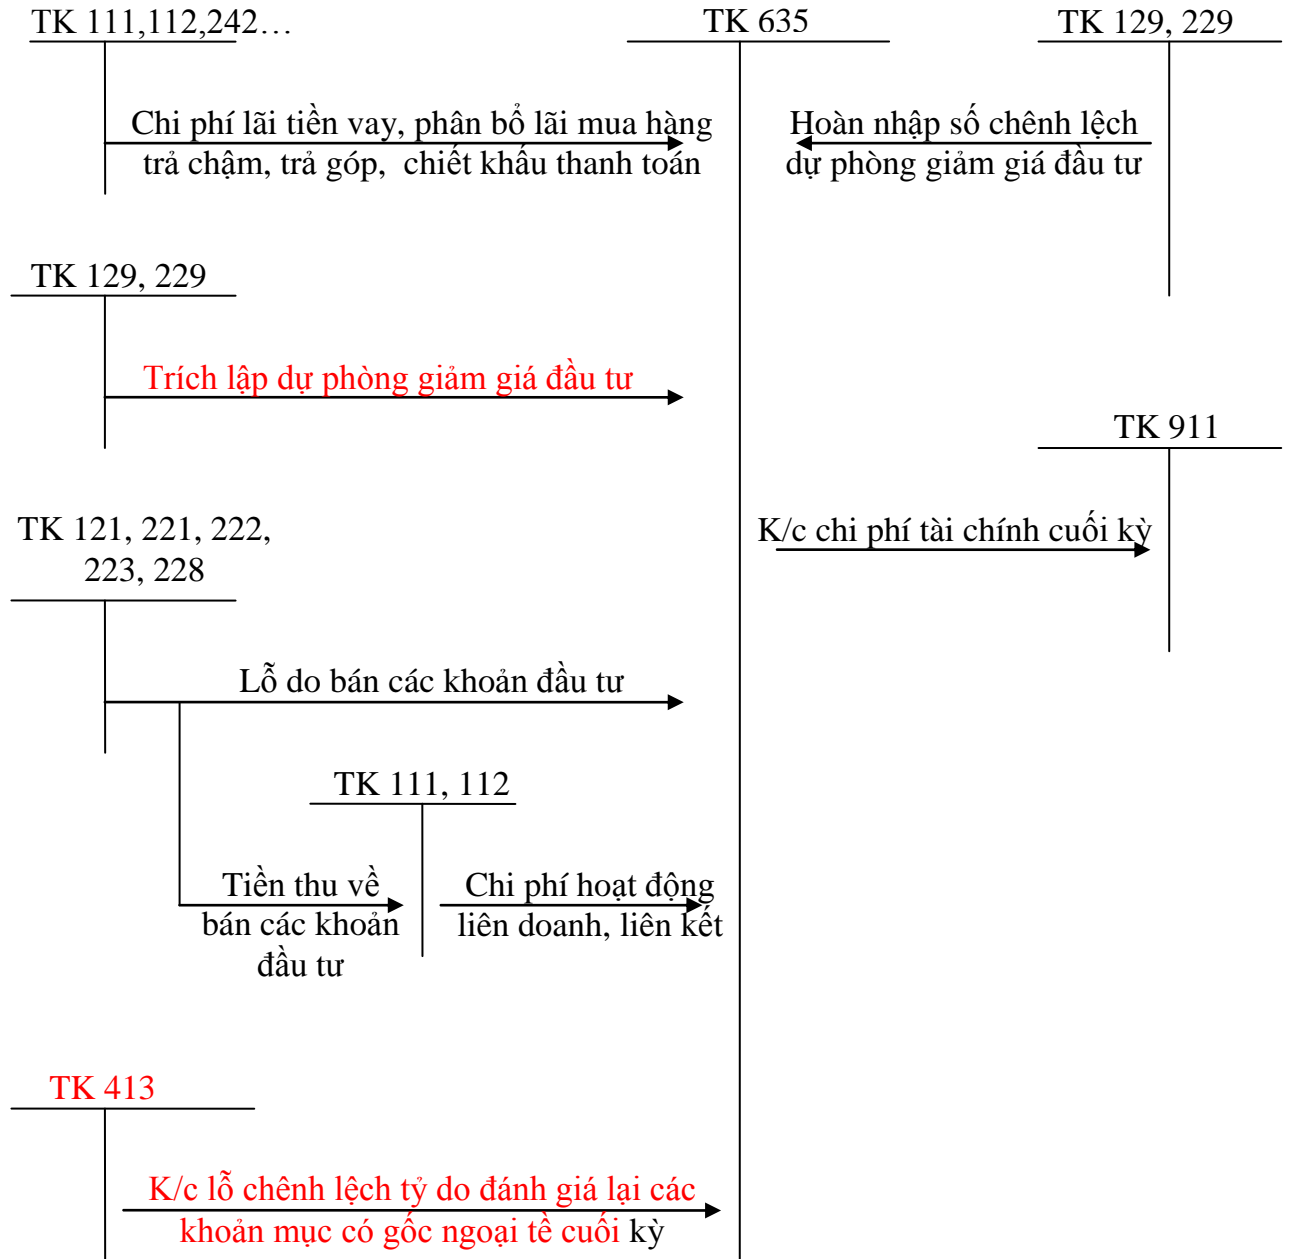 TK 111,112,242…
TK 635
TK 129, 229
Chi phí lãi tiền vay, phân bổ lãi mua hàng
trả chậm, trả góp, chiết khấu thanh toán
Hoàn nhập số chênh lệch
dự phòng giảm giá đầu tư
TK 129, 229
Trích lập dự phòng giảm giá đầu tư
TK 911
TK 121, 221, 222,
223, 228
K/c chi phí tài chính cuối kỳ
Lỗ do bán các khoản đầu tư
TK 111, 112
Tiền thu về
bán các khoản
đầu tư
Chi phí hoạt động
liên doanh, liên kết
TK 413
K/c lỗ chênh lệch tỷ do đánh giá lại các
khoản mục có gốc ngoại tề cuối kỳ